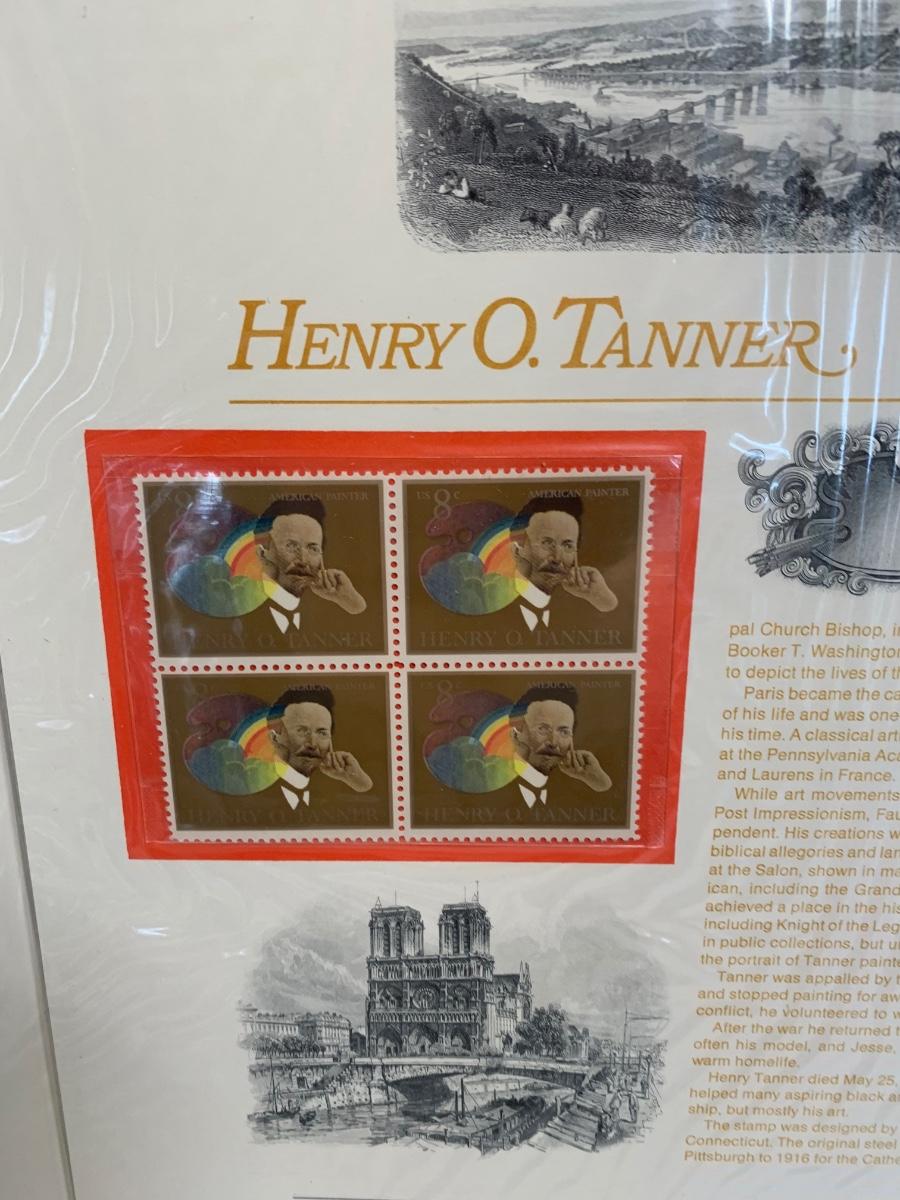 HENRY O. TANNER
US 8c AMERICAN PAINTER
HENRY O. TANNER
US 8c AMERICAN PAINTER
HENRY O. TANNER
US 8c AMERICAN PAINTER
HENRY O. TANNER
US 8c AMERICAN PAINTER
HENRY O. TANNER
pal Church Bishop, in
Booker T. Washington
to depict the lives of th
Paris became the ca
of his life and was one
his time. A classical art
at the Pennsylvania Aca
and Laurens in France.
While art movements
Post Impressionism, Fau
pendent. His creations w
biblical allegories and lan
at the Salon, shown in ma
ican, including the Grand
achieved a place in the his
including Knight of the Leg
in public collections, but un
the portrait of Tanner painte
Tanner was appalled by t
and stopped painting for aw
conflict, he volunteered to w
After the war he returned t
often his model, and Jesse,
warm homelife.
Henry Tanner died May 25,
helped many aspiring black a
ship, but mostly his art.
The stamp was designed by
Connecticut. The original steel
Pittsburgh to 1916 for the Cathe